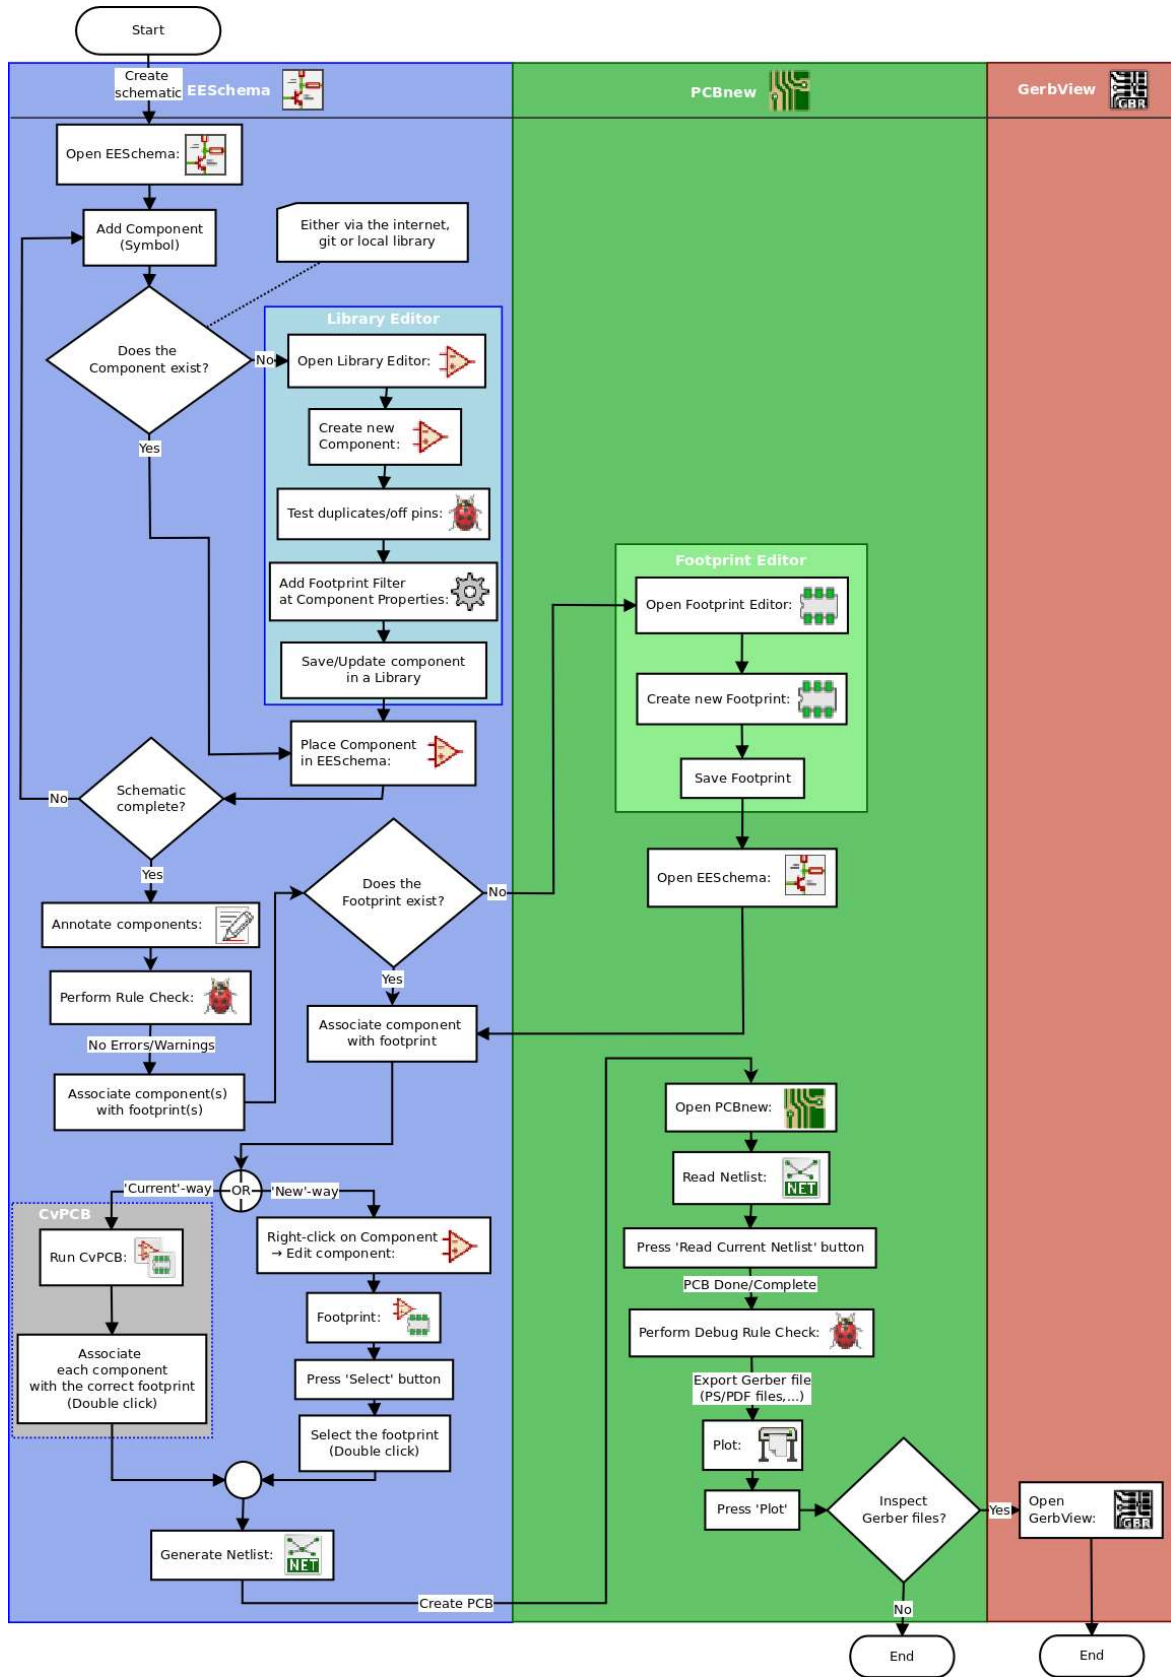 Start
Create
schematic
EESchema
PCBnew
GerbView
GBR
Open EESchema:
Add Component
(Symbol)
Either via the internet,
git or local library
Does the
Component exist?
No
Yes
Library Editor
Open Library Editor:
Create new
Component:
Test duplicates/off pins:
Add Footprint Filter
at Component Properties:
Save/Update component
in a Library
Place Component
in EESchema:
Schematic
complete?
No
Yes
Annotate components:
Perform Rule Check:
No Errors/Warnings
Associate component(s)
with footprint(s)
Does the
Footprint exist?
No
Yes
Footprint Editor
Open Footprint Editor:
Create new Footprint:
Save Footprint
Open EESchema:
Associate component
with footprint
OR
'Current'-way
'New'-way
CvPCB
Run CvPCB:
Associate
each component
with the correct footprint
(Double click)
Right-click on Component
→ Edit component:
Footprint:
Press 'Select' button
Select the footprint
(Double click)
Generate Netlist:
NET
Create PCB
Open PCBnew:
Read Netlist:
NET
Press 'Read Current Netlist' button
PCB Done/Complete
Perform Debug Rule Check:
Export Gerber file
(PS/PDF files,...)
Plot:
Press 'Plot'
Inspect
Gerber files?
Yes
No
Open
GerbView:
GBR
End
End